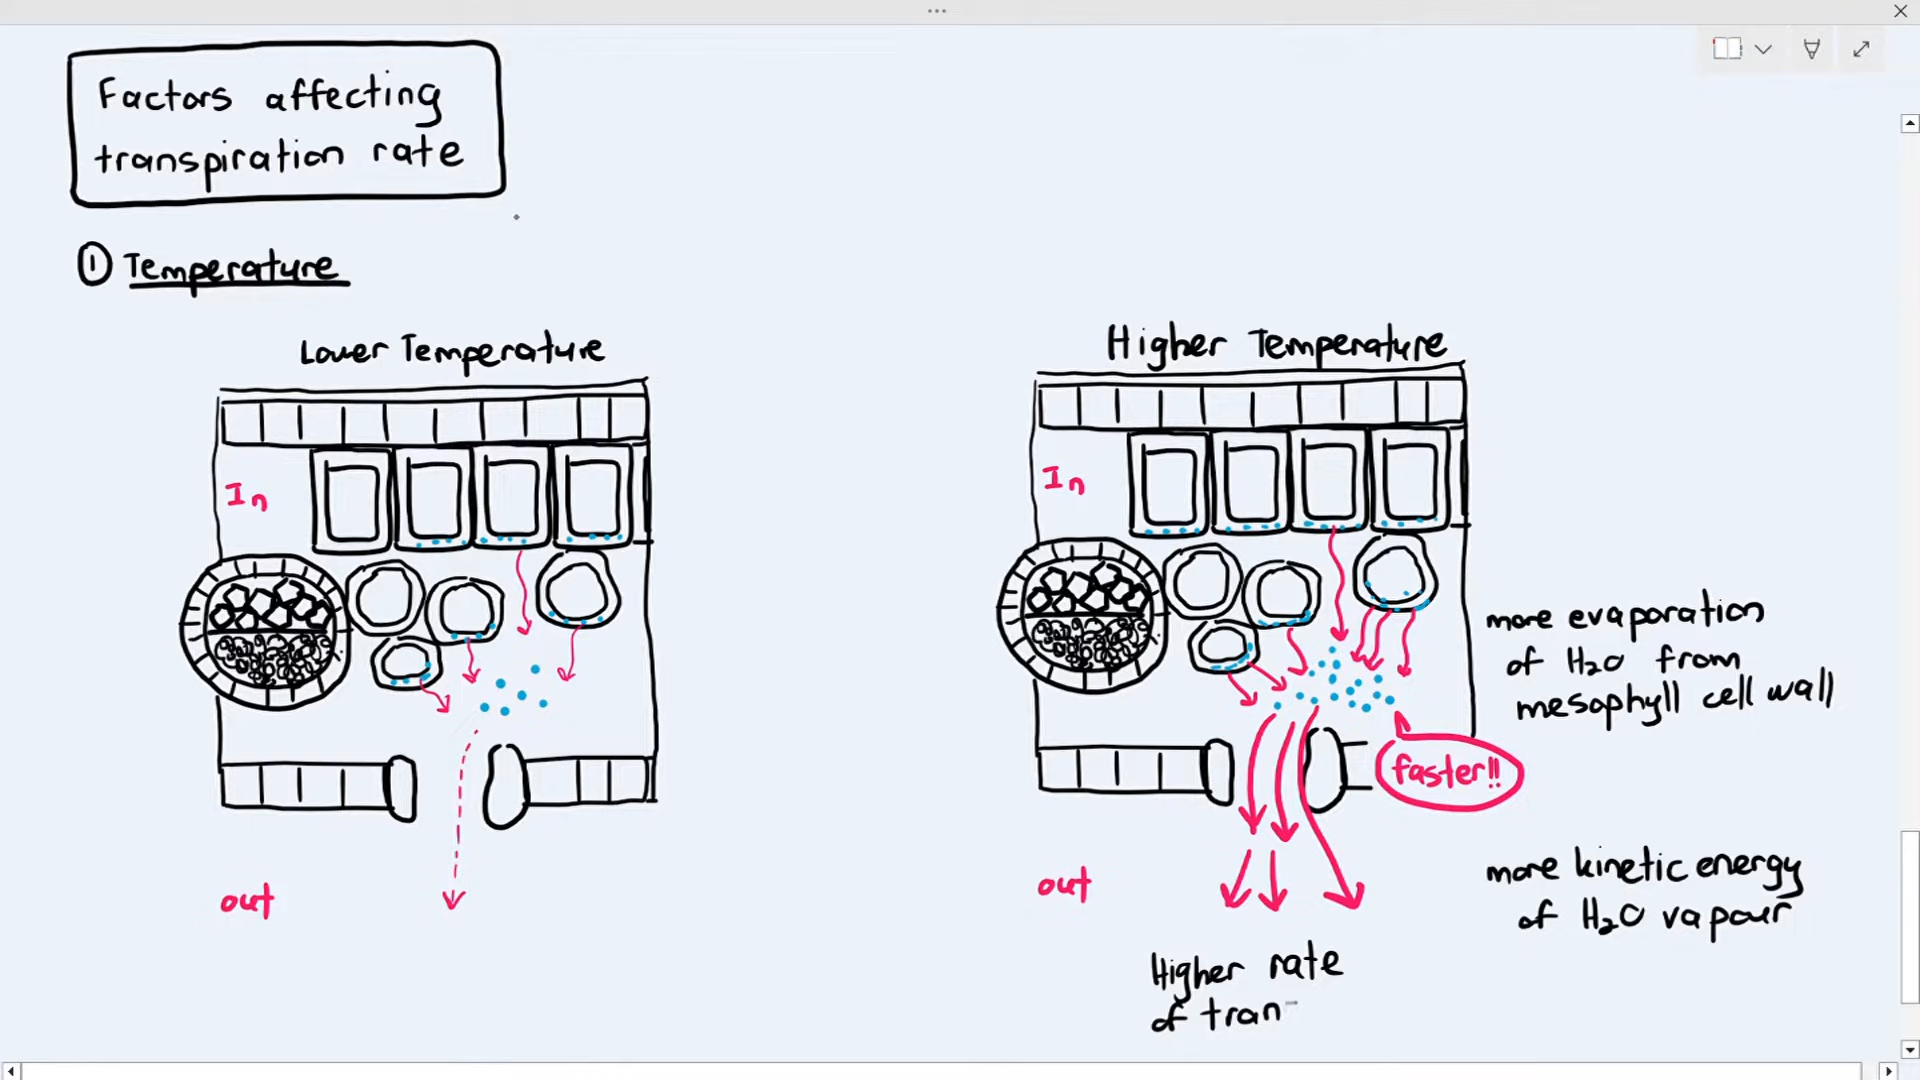 Factors affecting
transpiration rate
① Temperature
Lower Temperature
Higher Temperature
In
In
more evaporation
of H₂O from
mesophyll cell wall
faster!!
out
out
more kinetic energy
of H₂O vapour
Higher rate
of tran